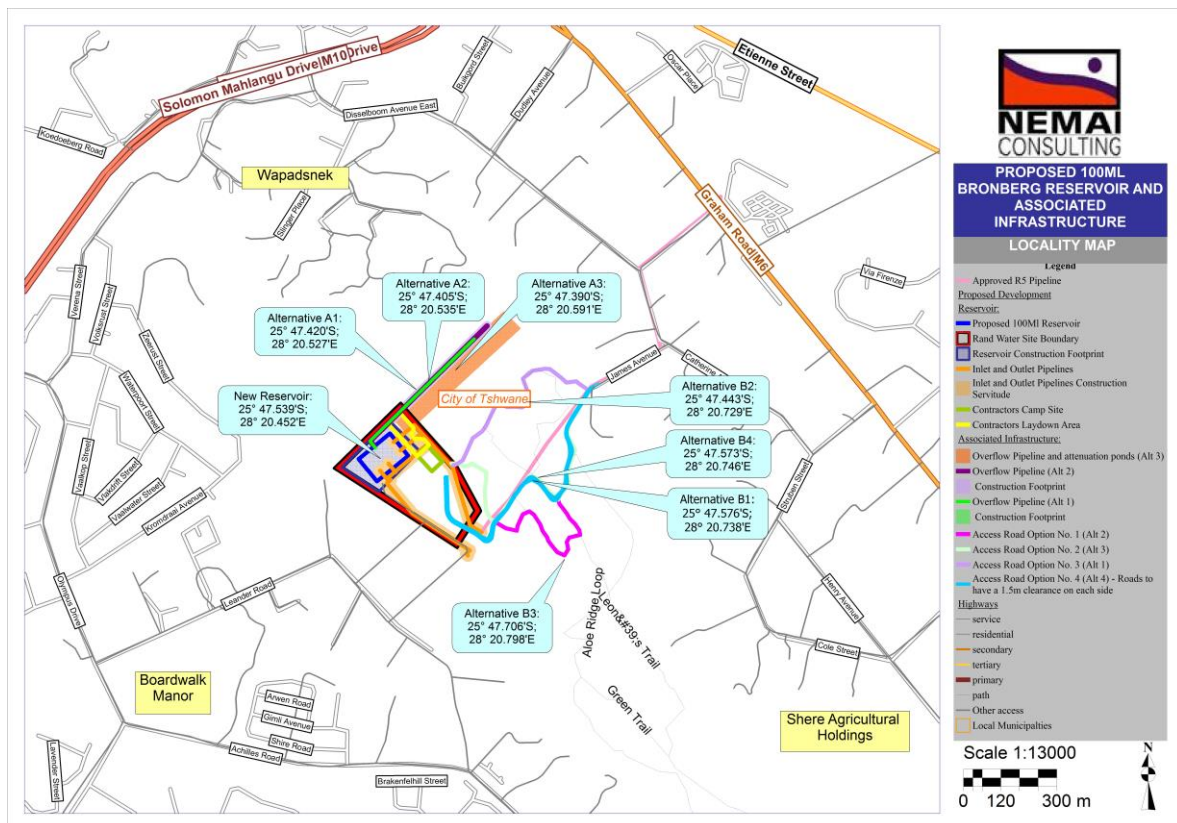 Solomon Mahlangu Drive|M10
Drive
Etienne Street
Oscar Place
Bulkgord Street
Dudley Avenue
Disselboom Avenue East
Koedoeberg Road
Wapadsnek
Slinger Place
Graham Road|M6
Via Firenze
Verena Street
Volksrust Street
Zeerust Street
Waterpoort Street
Alternative A2:
25° 47.405'S;
28° 20.535'E
Alternative A3:
25° 47.390'S;
28° 20.591'E
Alternative A1:
25° 47.420'S;
28° 20.527'E
James Avenue
Catherine
City of Tshwane
Alternative B2:
25° 47.443'S;
28° 20.729'E
New Reservoir:
25° 47.539'S;
28° 20.452'E
Alternative B4:
25° 47.573'S;
28° 20.746'E
Alternative B1:
25° 47.576'S;
28° 20.738'E
Vaalkop Street
Vlakdrift Street
Vaalwater Street
Kromdraai Avenue
Struben Street
Olympus Drive
Leander Road
Henry Avenue
Alternative B3:
25° 47.706'S;
28° 20.798'E
Aloe Ridge Loop
Leon&#39;s Trail
Green Trail
Cole Street
Boardwalk
Manor
Arwen Road
Gimli Avenue
Shire Road
Achilles Road
Lavender Street
Brakenfelhill Street
Shere Agricultural
Holdings
NEMAI
CONSULTING
PROPOSED 100ML
BRONBERG RESERVOIR AND
ASSOCIATED
INFRASTRUCTURE
LOCALITY MAP
Legend
Approved R5 Pipeline
Proposed Development
Reservoir:
Proposed 100Ml Reservoir
Rand Water Site Boundary
Reservoir Construction Footprint
Inlet and Outlet Pipelines
Inlet and Outlet Pipelines Construction
Servitude
Contractors Camp Site
Contractors Laydown Area
Associated Infrastructure:
Overflow Pipeline and attenuation ponds (Alt 3)
Overflow Pipeline (Alt 2)
Construction Footprint
Overflow Pipeline (Alt 1)
Construction Footprint
Access Road Option No. 1 (Alt 2)
Access Road Option No. 2 (Alt 3)
Access Road Option No. 3 (Alt 1)
Access Road Option No. 4 (Alt 4) - Roads to
have a 1.5m clearance on each side
Highways
service
residential
secondary
tertiary
primary
path
Other access
Local Municipalties
Scale 1:13000
N
0 120 300 m